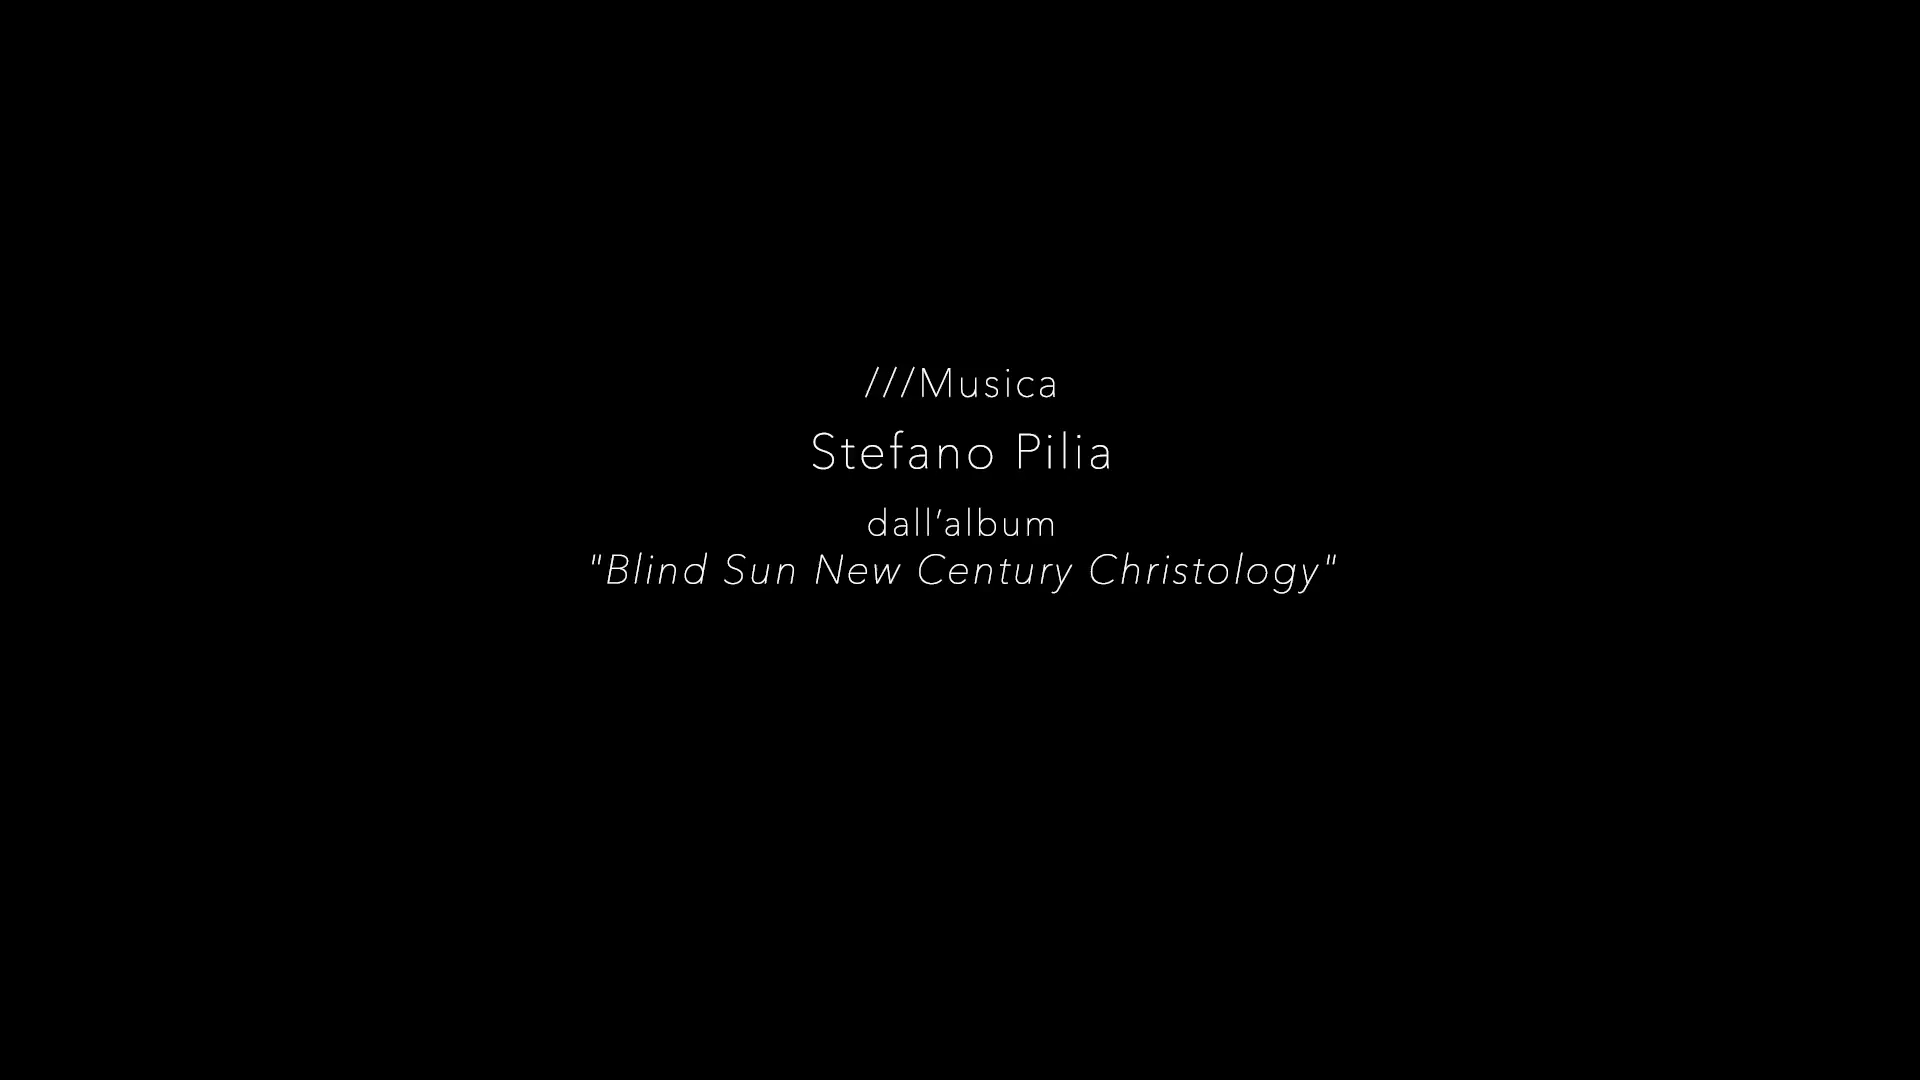 ///Musica
Stefano Pilia
dall’album
"Blind Sun New Century Christology"